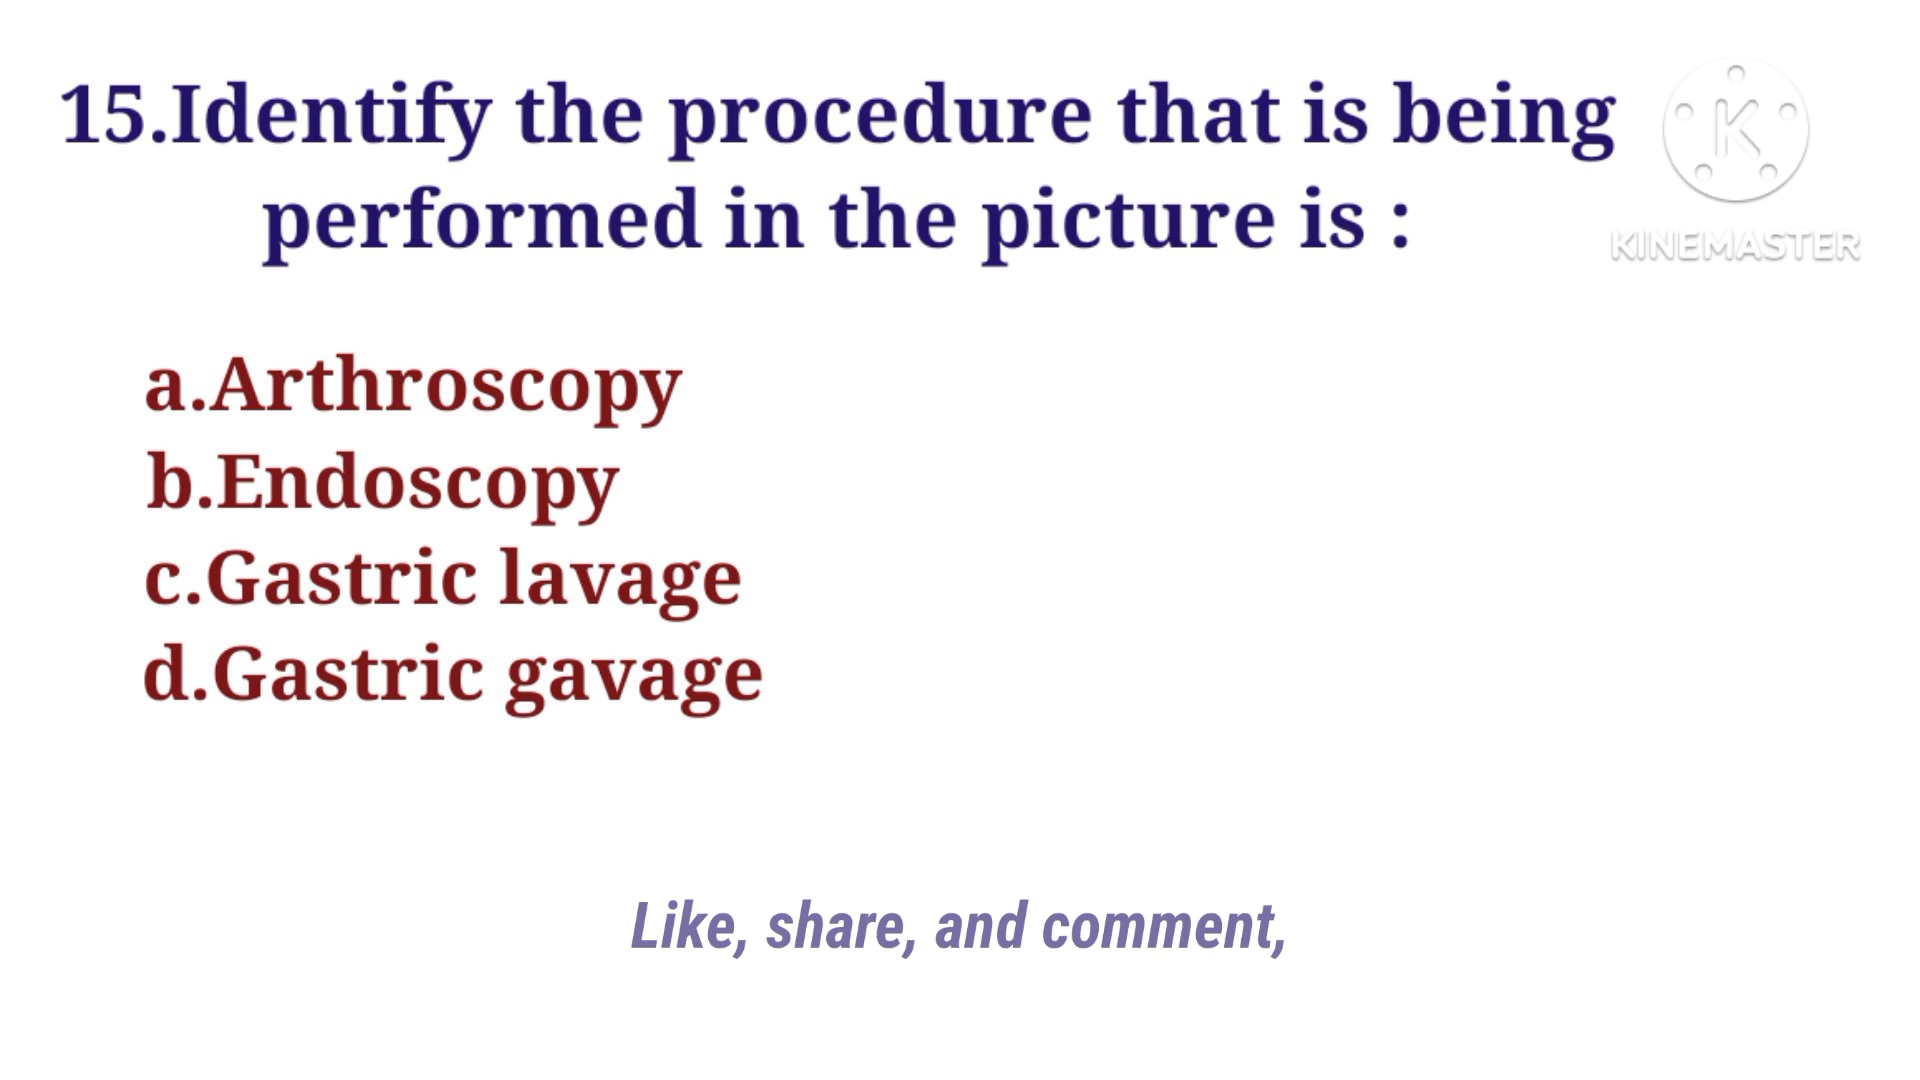 15.Identify the procedure that is being
performed in the picture is :
K
KINEMASTER
a.Arthroscopy
b.Endoscopy
c.Gastric lavage
d.Gastric gavage
Like, share, and comment,